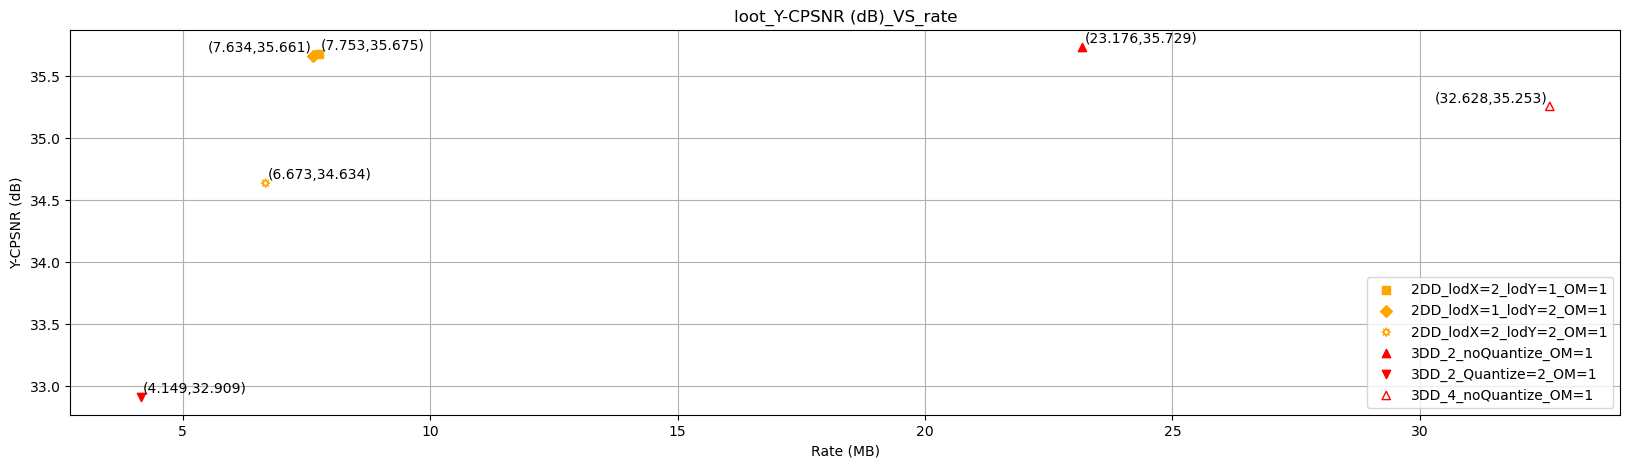 loot_Y-CPSNR (dB)_VS_rate
(7.634,35.661)
(7.753,35.675)
(23.176,35.729)
(32.628,35.253)
(6.673,34.634)
(4.149,32.909)
35.5
35.0
34.5
34.0
33.5
33.0
Y-CPSNR (dB)
2DD_lodX=2_lodY=1_OM=1
2DD_lodX=1_lodY=2_OM=1
2DD_lodX=2_lodY=2_OM=1
3DD_2_noQuantize_OM=1
3DD_2_Quantize=2_OM=1
3DD_4_noQuantize_OM=1
5 10 15 20 25 30
Rate (MB)